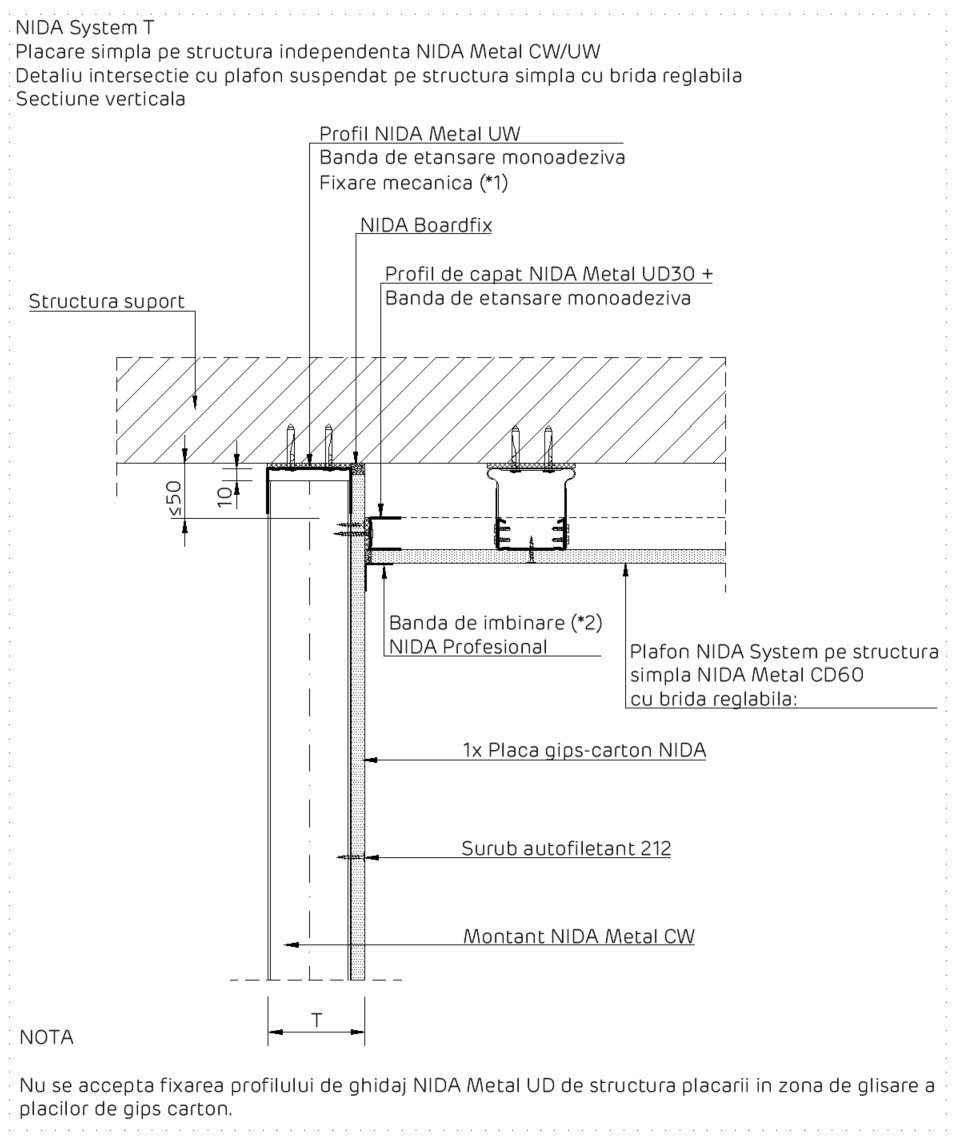 NIDA System T
Placare simpla pe structura independenta NIDA Metal CW/UW
Detaliu intersectie cu plafon suspendat pe structura simpla cu brida reglabila
Sectiune verticala
Profil NIDA Metal UW
Banda de etansare monoadeziva
Fixare mecanica (*1)
NIDA Boardfix
Profil de capat NIDA Metal UD30 +
Banda de etansare monoadeziva
Structura suport
≤50
10
Banda de imbinare (*2)
NIDA Profesional
Plafon NIDA System pe structura
simpla NIDA Metal CD60
cu brida reglabila:
1x Placa gips-carton NIDA
Surub autofiletant 212
Montant NIDA Metal CW
T
NOTA
Nu se accepta fixarea profilului de ghidaj NIDA Metal UD de structura placarii in zona de glisare a
placilor de gips carton.